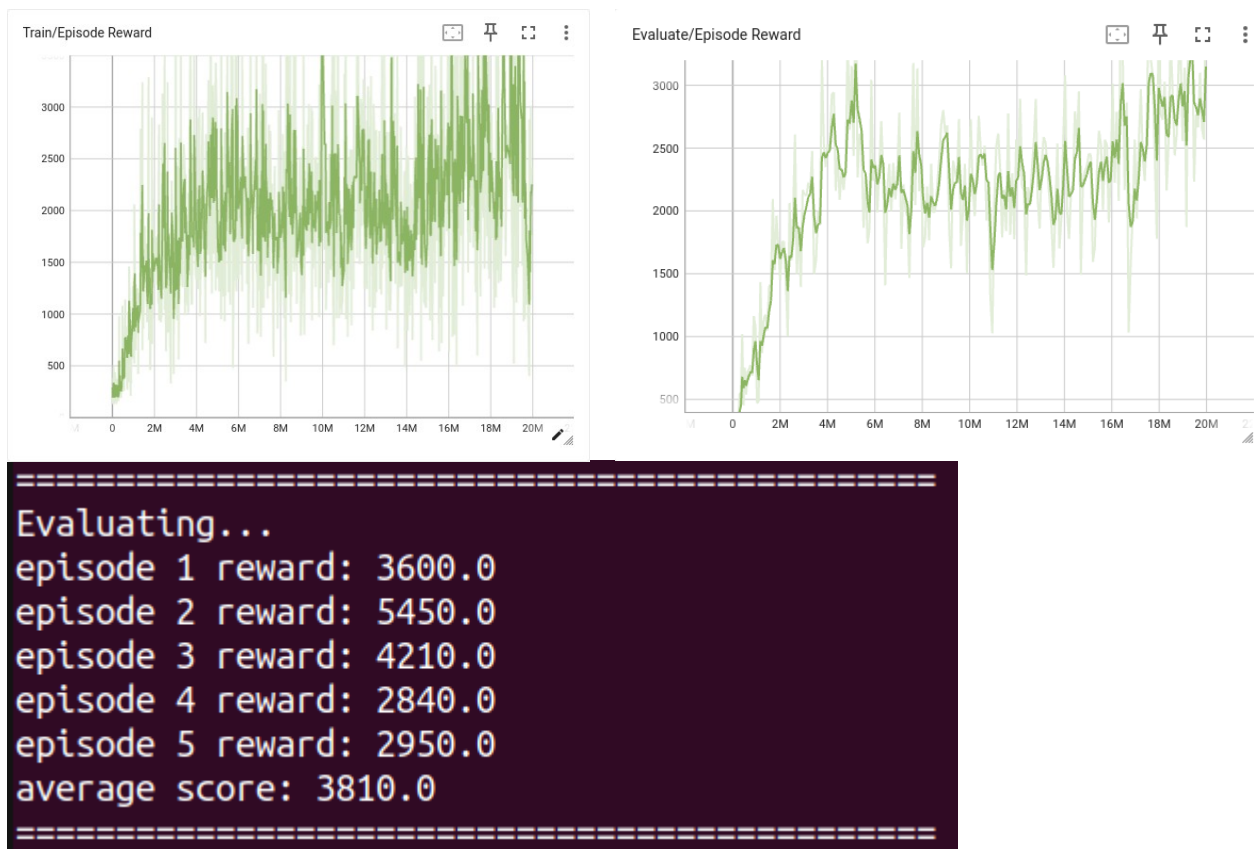 Train/Episode Reward
3000
2500
2000
1500
1000
500
M 0 2M 4M 6M 8M 10M 12M 14M 16M 18M 20M
Evaluate/Episode Reward
3000
2500
2000
1500
1000
500
M 0 2M 4M 6M 8M 10M 12M 14M 16M 18M 20M
==============================================
Evaluating...
episode 1 reward: 3600.0
episode 2 reward: 5450.0
episode 3 reward: 4210.0
episode 4 reward: 2840.0
episode 5 reward: 2950.0
average score: 3810.0
==============================================